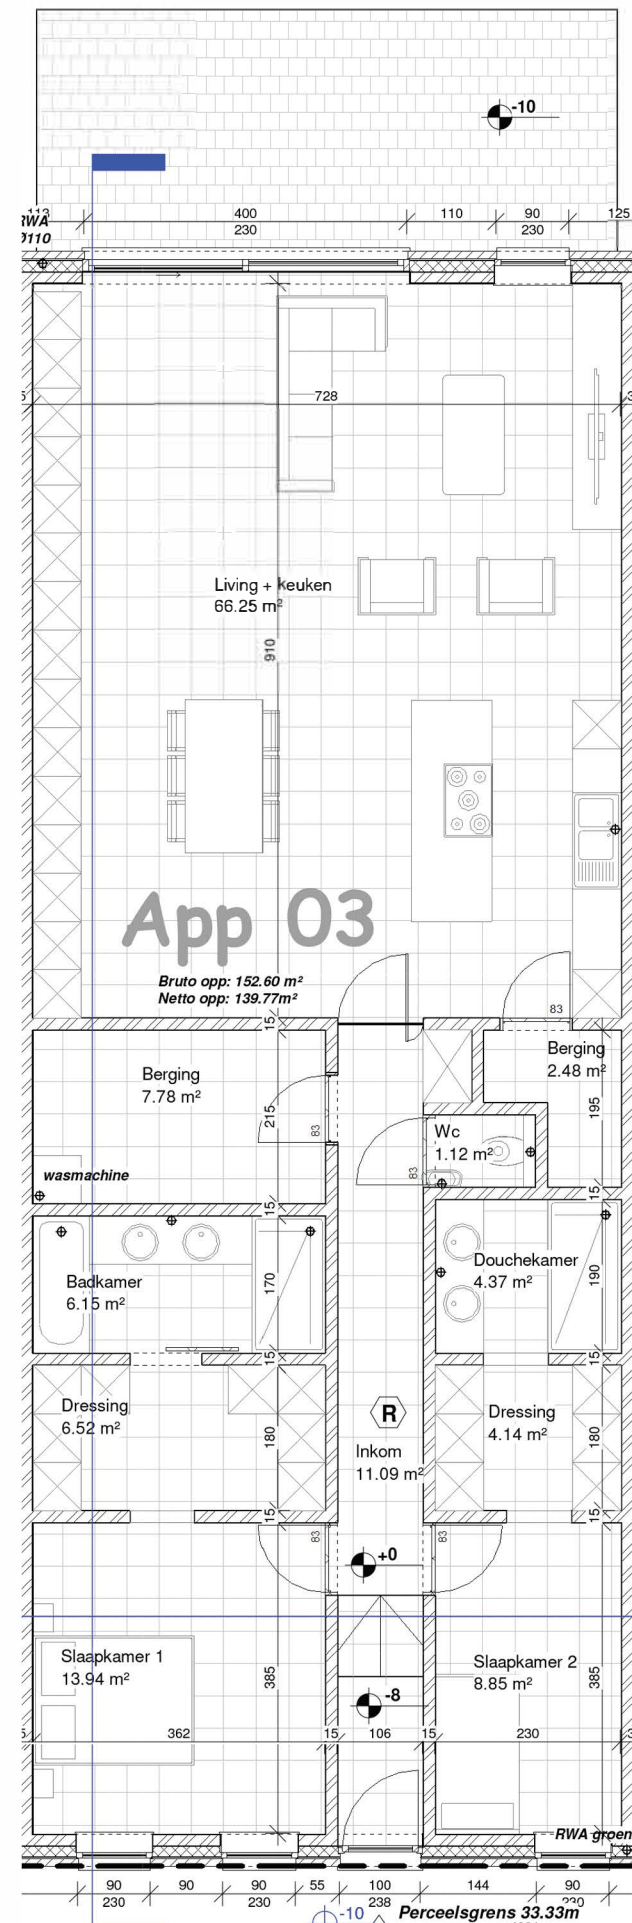 -10
RWA
Ø110
113 400 110 90 125
230 230
728
Living + keuken
66.25 m²
910
App 03
Bruto opp: 152.60 m²
Netto opp: 139.77m²
15
83
Berging
7.78 m²
Berging
2.48 m²
215
83
195
Wc
1.12 m²
83
wasmachine
15
15
Badkamer
6.15 m²
170
Douchekamer
4.37 m²
190
15
15
Dressing
6.52 m²
R
Dressing
4.14 m²
180
180
Inkom
11.09 m²
15
15
83
83
+0
Slaapkamer 1
13.94 m²
Slaapkamer 2
8.85 m²
385
385
-8
362 15 106 15 230
RWA groen
90 90 90 55 100 144 90
230 230 238 230
-10
Perceelsgrens 33.33m